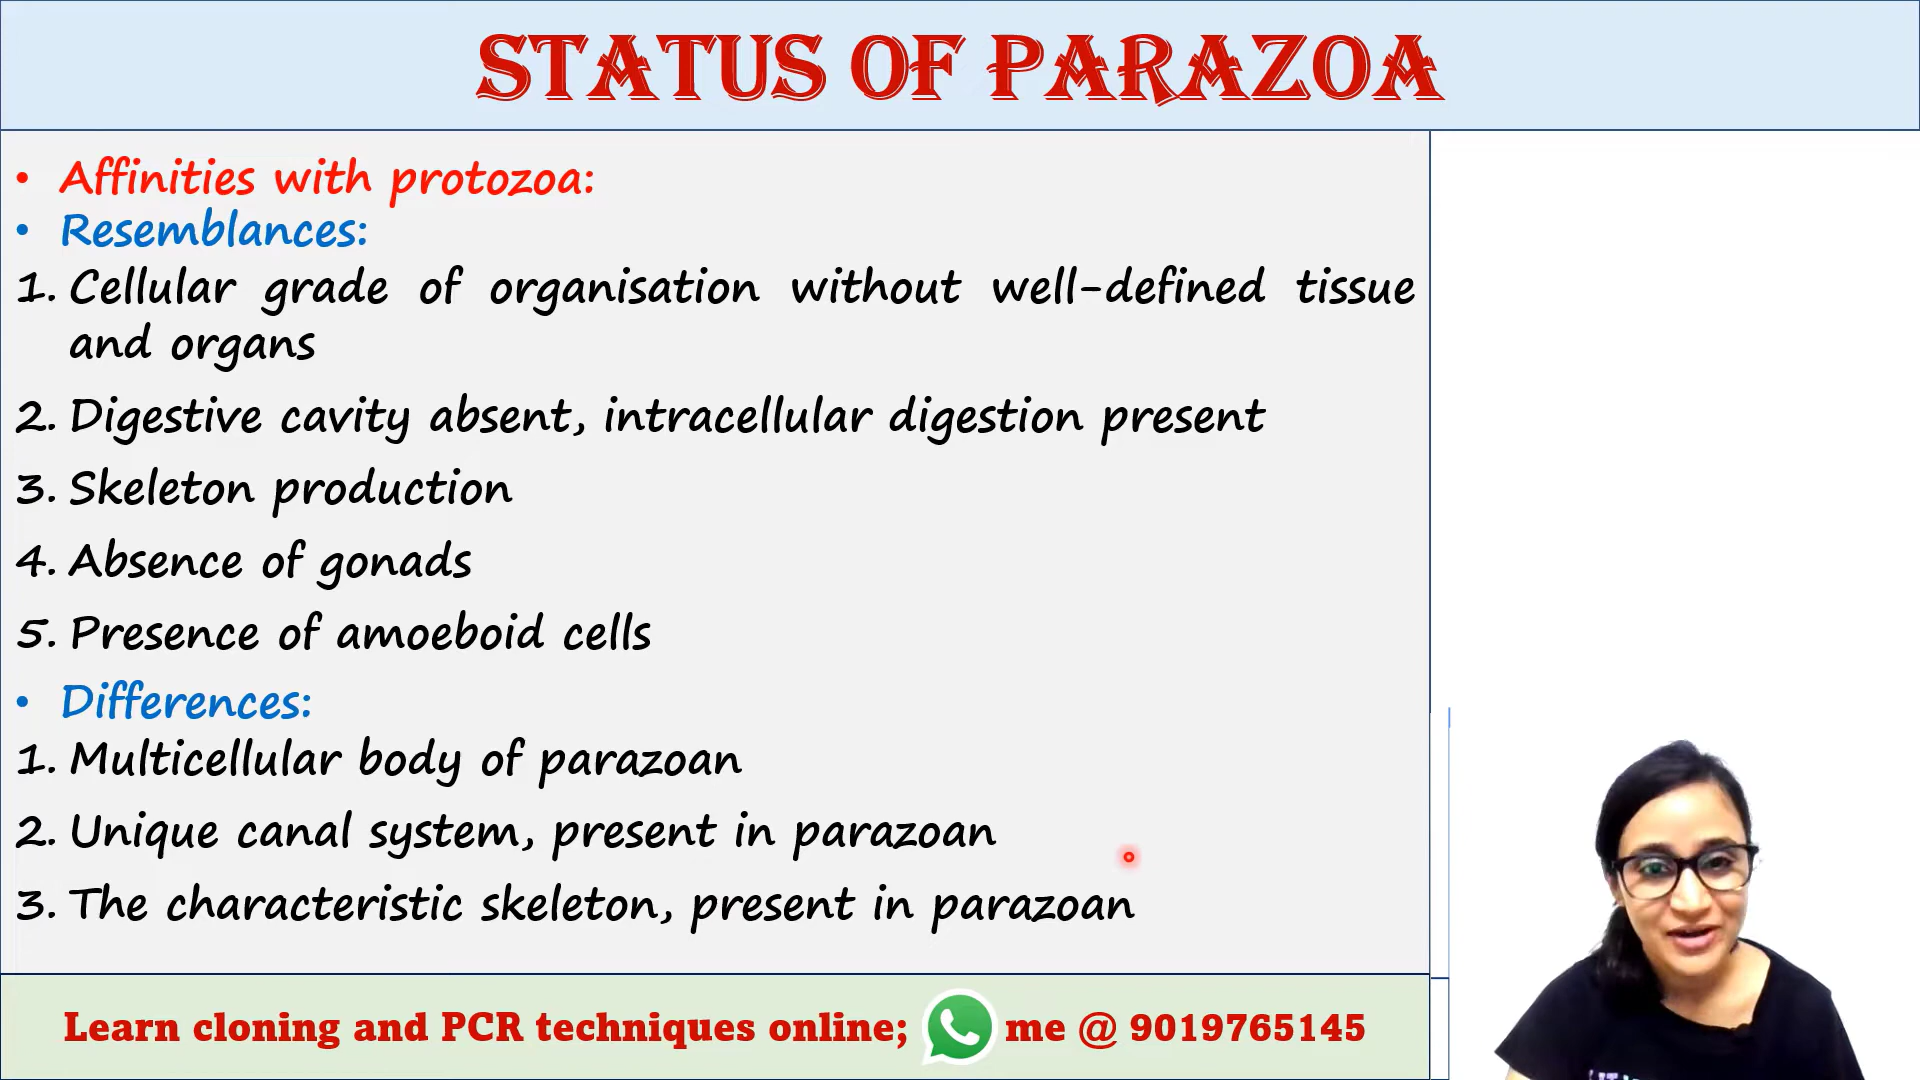 STATUS OF PARAZOA
• Affinities with protozoa:
• Resemblances:
1. Cellular grade of organisation without well-defined tissue
and organs
2. Digestive cavity absent, intracellular digestion present
3. Skeleton production
4. Absence of gonads
5. Presence of amoeboid cells
• Differences:
1. Multicellular body of parazoan
2. Unique canal system, present in parazoan
3. The characteristic skeleton, present in parazoan
Learn cloning and PCR techniques online; me @ 9019765145